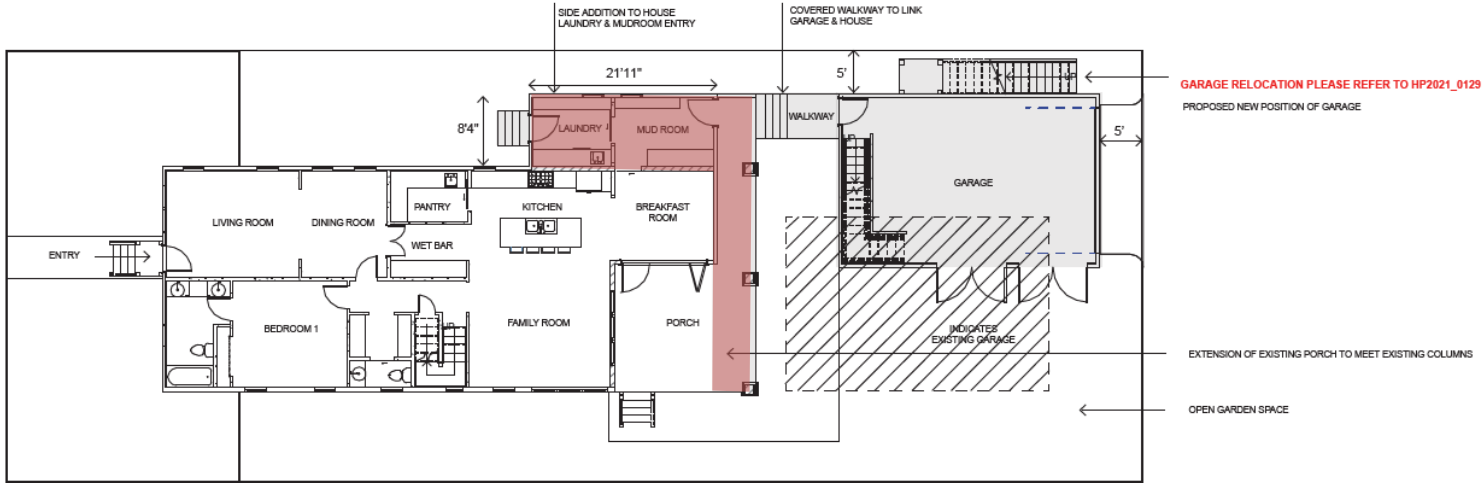 SIDE ADDITION TO HOUSE
LAUNDRY & MUDROOM ENTRY
COVERED WALKWAY TO LINK
GARAGE & HOUSE
21'11"
5'
UP
GARAGE RELOCATION PLEASE REFER TO HP2021_0129
PROPOSED NEW POSITION OF GARAGE
8'4"
LAUNDRY
MUD ROOM
WALKWAY
5'
UP
GARAGE
LIVING ROOM
DINING ROOM
PANTRY
KITCHEN
BREAKFAST
ROOM
WET BAR
ENTRY
BEDROOM 1
UP
FAMILY ROOM
PORCH
INDICATES
EXISTING GARAGE
EXTENSION OF EXISTING PORCH TO MEET EXISTING COLUMNS
OPEN GARDEN SPACE